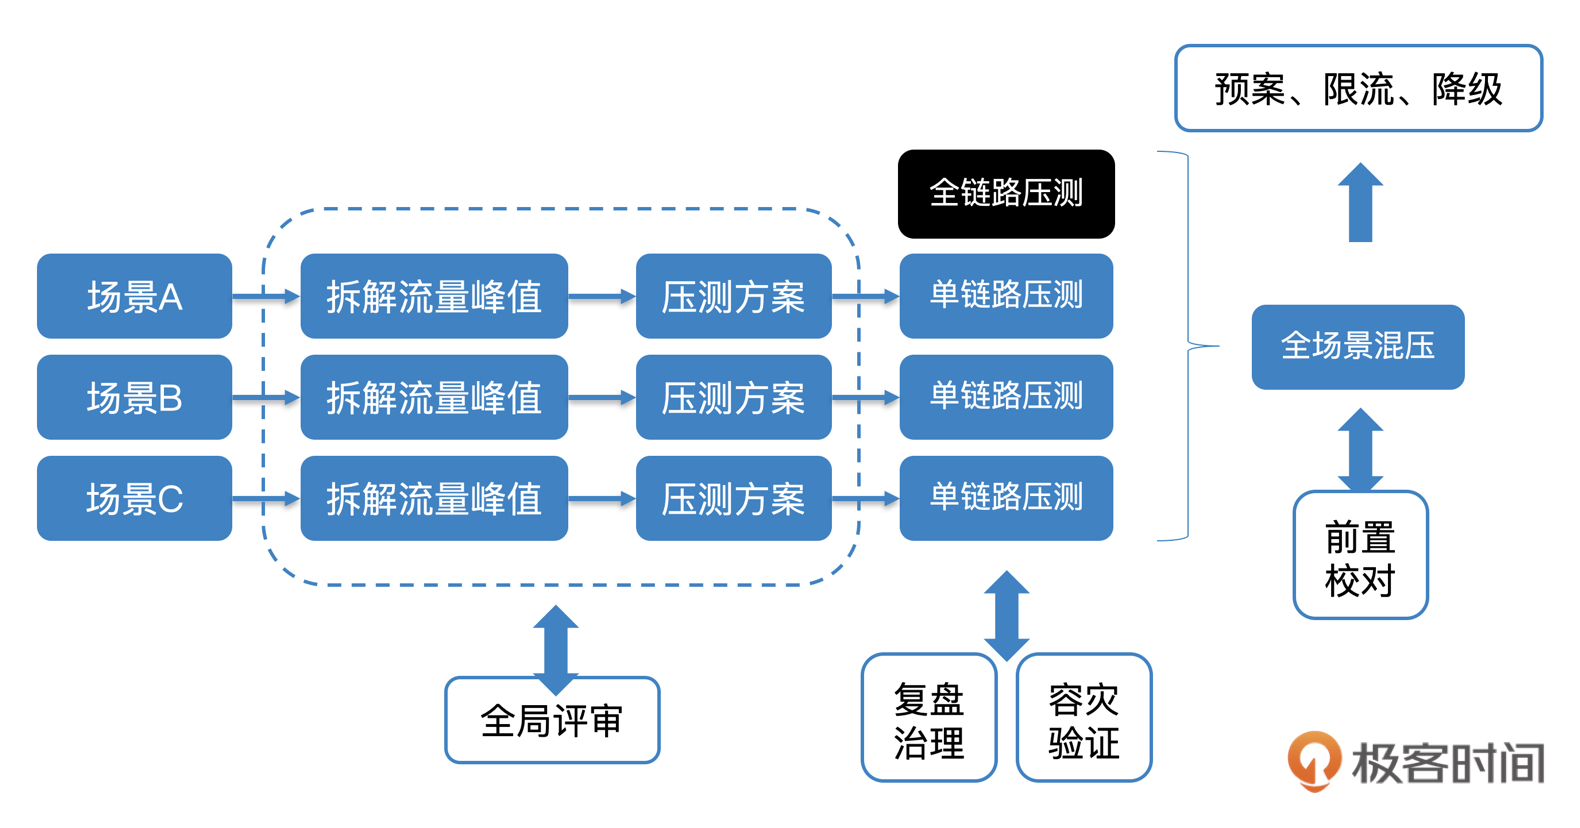 预案、限流、降级
全链路压测
场景A
拆解流量峰值
压测方案
单链路压测
场景B
拆解流量峰值
压测方案
单链路压测
场景C
拆解流量峰值
压测方案
单链路压测
全场景混压
前置
校对
全局评审
复盘
治理
容灾
验证
极客时间